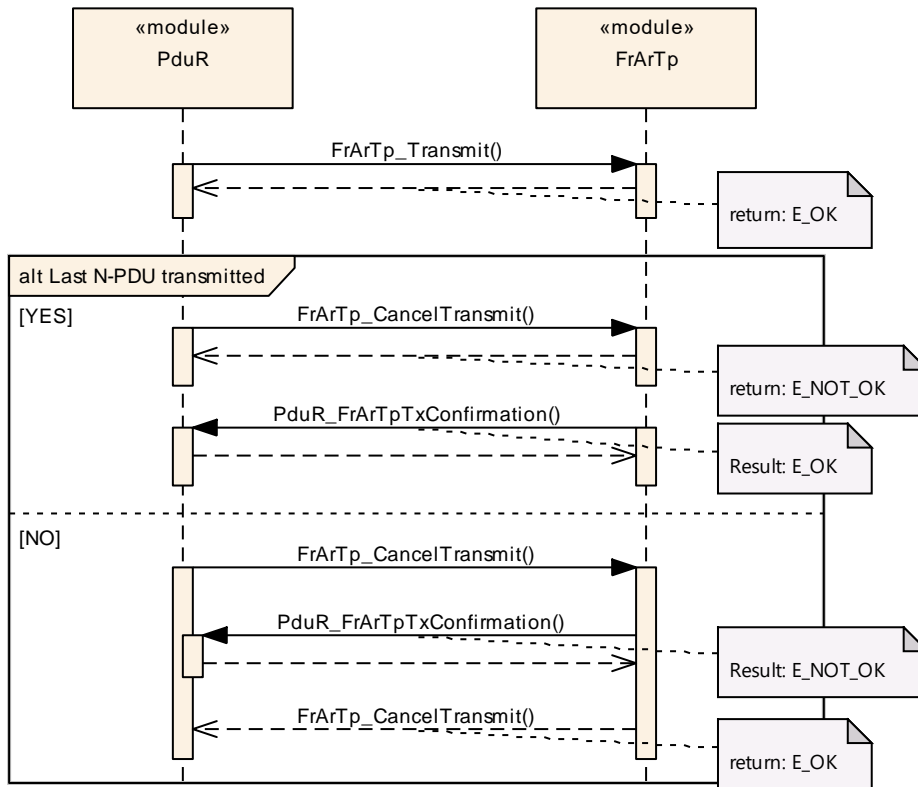 «module»
PduR
«module»
FrArTp
FrArTp_Transmit()
return: E_OK
alt Last N-PDU transmitted
[YES]
FrArTp_CancelTransmit()
return: E_NOT_OK
PduR_FrArTpTxConfirmation()
Result: E_OK
[NO]
FrArTp_CancelTransmit()
PduR_FrArTpTxConfirmation()
Result: E_NOT_OK
FrArTp_CancelTransmit()
return: E_OK